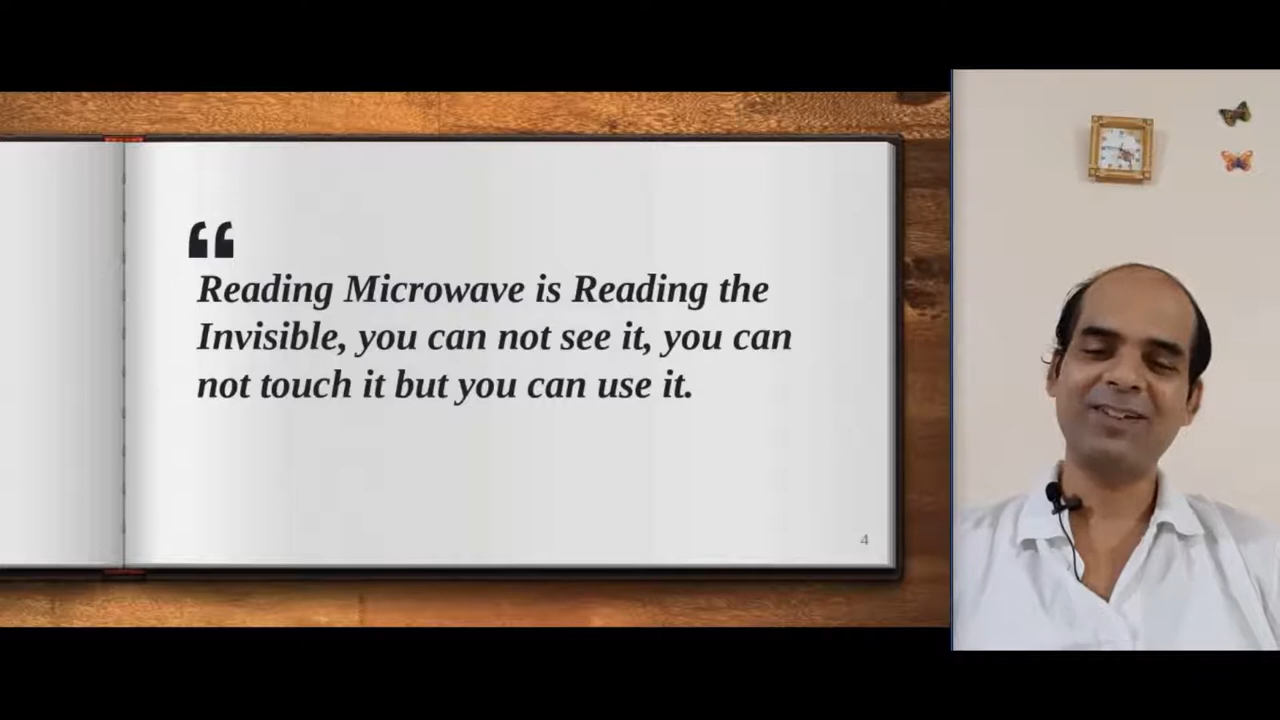 “
Reading Microwave is Reading the
Invisible, you can not see it, you can
not touch it but you can use it.
4